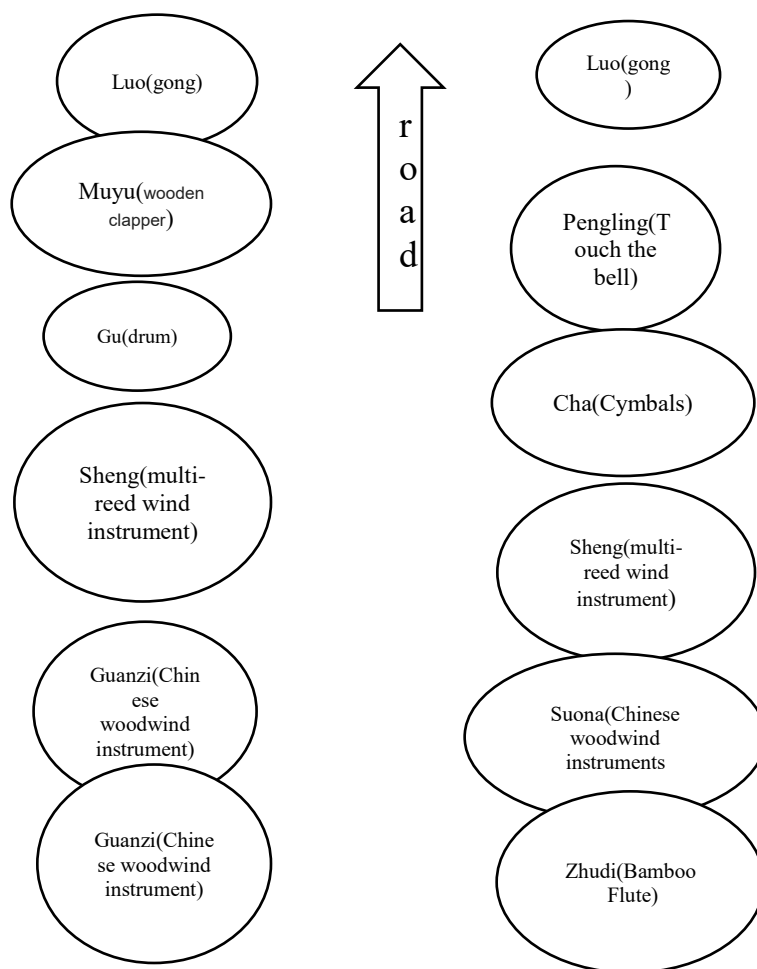 Luo(gong)
Muyu(wooden
clapper)
Gu(drum)
Sheng(multi-
reed wind
instrument)
Guanzi(Chin
ese
woodwind
instrument)
Guanzi(Chine
se woodwind
instrument)
r
o
a
d
Luo(gong
)
Pengling(T
ouch the
bell)
Cha(Cymbals)
Sheng(multi-
reed wind
instrument)
Suona(Chinese
woodwind
instruments
Zhudi(Bamboo
Flute)